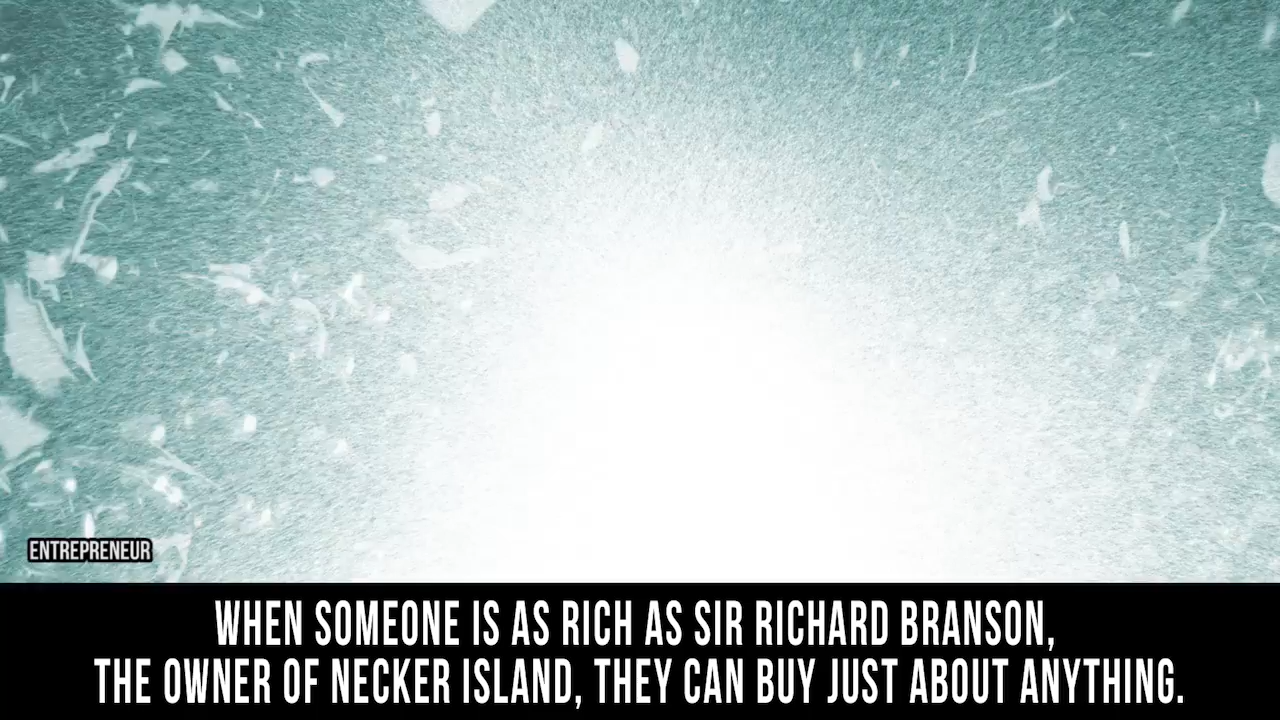 ENTREPRENEUR
WHEN SOMEONE IS AS RICH AS SIR RICHARD BRANSON,
THE OWNER OF NECKER ISLAND, THEY CAN BUY JUST ABOUT ANYTHING.